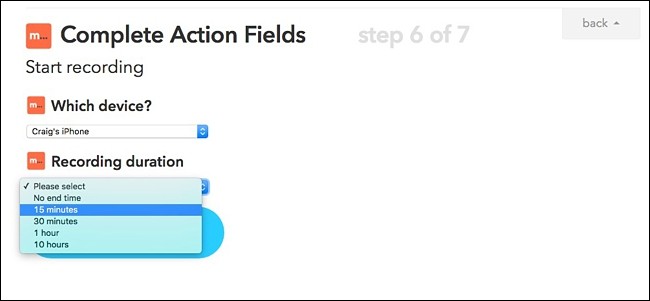 m... Complete Action Fields step 6 of 7 back
Start recording
m... Which device?
Craig's iPhone
m... Recording duration
✓ Please select
No end time
15 minutes
30 minutes
1 hour
10 hours